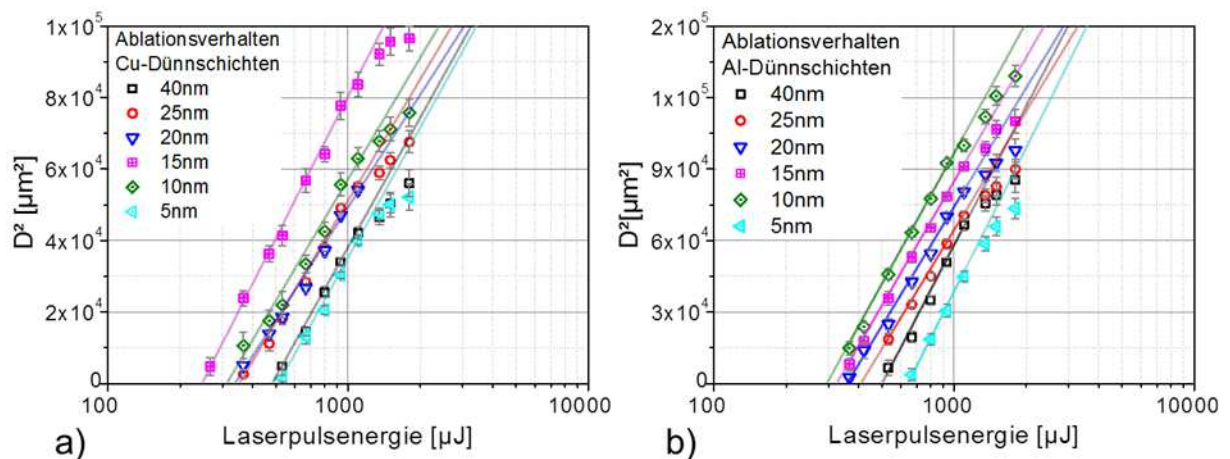 1x10⁵
8x10⁴
6x10⁴
4x10⁴
2x10⁴
0
D² [µm²]
Ablationsverhalten
Cu-Dünnschichten
40nm
25nm
20nm
15nm
10nm
5nm
100
1000
10000
Laserpulsenergie [µJ]
a)
2x10⁵
1x10⁵
9x10⁴
6x10⁴
3x10⁴
0
D²[µm²]
Ablationsverhalten
Al-Dünnschichten
40nm
25nm
20nm
15nm
10nm
5nm
100
1000
10000
Laserpulsenergie [µJ]
b)